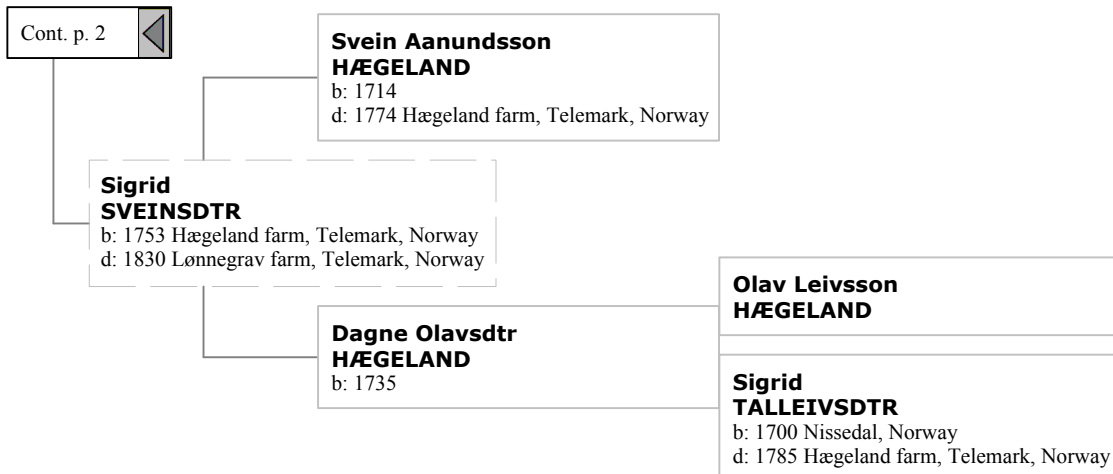 Cont. p. 2
Svein Aanundsson
HÆGELAND
b: 1714
d: 1774 Hægeland farm, Telemark, Norway
Sigrid
SVEINSDTR
b: 1753 Hægeland farm, Telemark, Norway
d: 1830 Lønnegrav farm, Telemark, Norway
Dagne Olavsdtr
HÆGELAND
b: 1735
Olav Leivsson
HÆGELAND
Sigrid
TALLEIVSDTR
b: 1700 Nissedal, Norway
d: 1785 Hægeland farm, Telemark, Norway